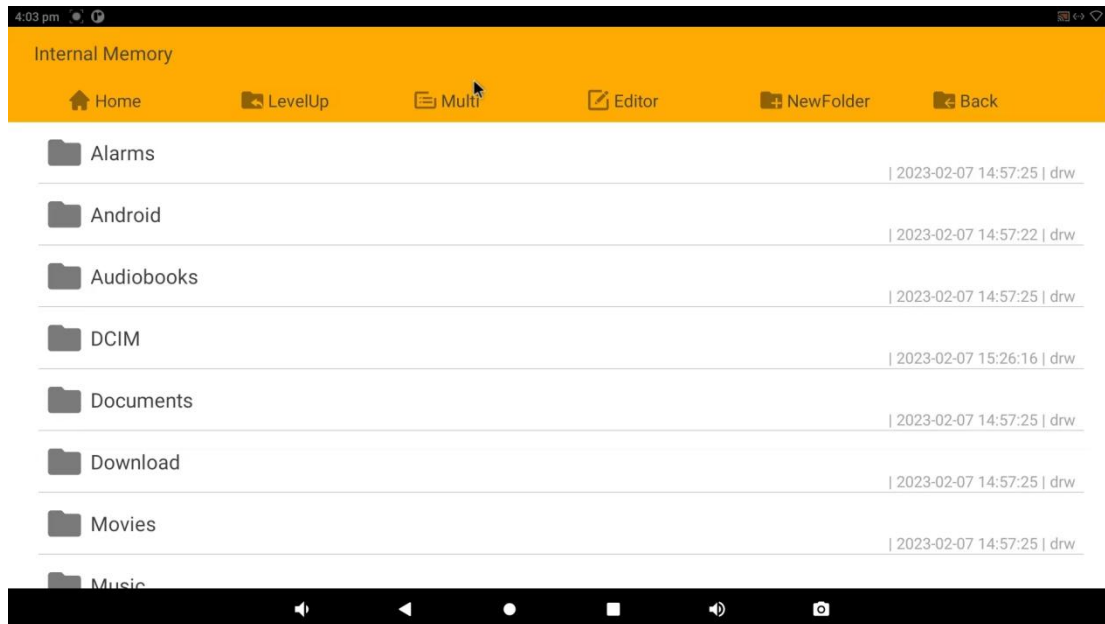 4:03 pm
Internal Memory
Home LevelUp Multi Editor NewFolder Back
Alarms
| 2023-02-07 14:57:25 | drw
Android
| 2023-02-07 14:57:22 | drw
Audiobooks
| 2023-02-07 14:57:25 | drw
DCIM
| 2023-02-07 15:26:16 | drw
Documents
| 2023-02-07 14:57:25 | drw
Download
| 2023-02-07 14:57:25 | drw
Movies
| 2023-02-07 14:57:25 | drw
Music